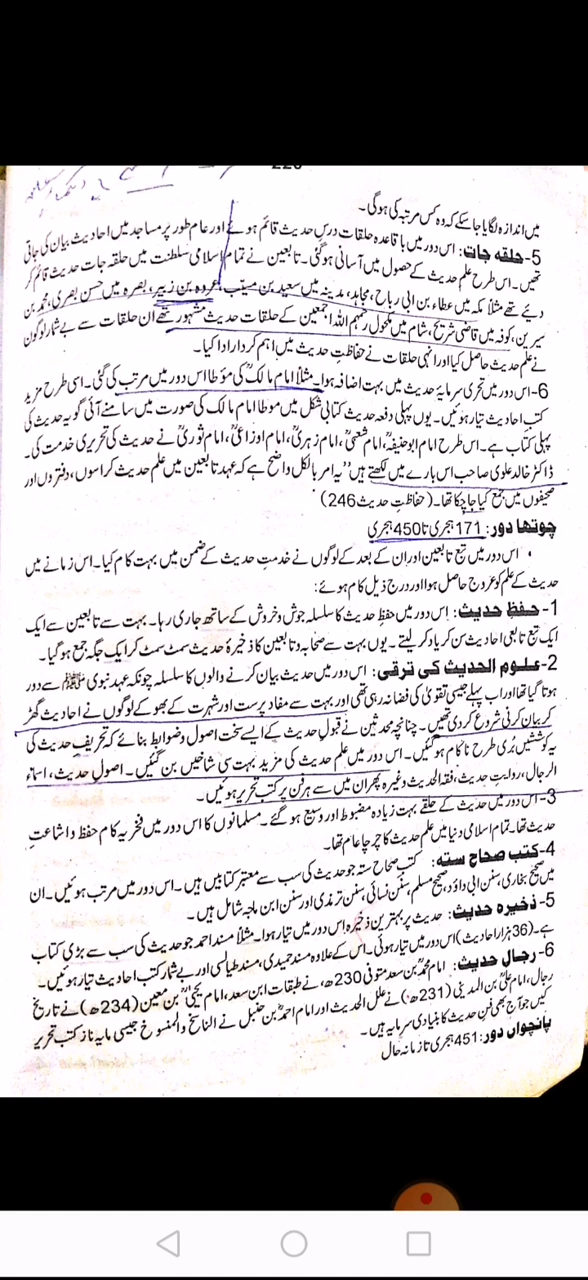 میں اندازہ لگایا جا سکے کہ وہ کس مرتبہ کی ہوگی۔
5- حلقہ جات: اس دور میں باقاعدہ حلقات درس حدیث قائم ہوئے اور عام طور پر مساجد میں احادیث بیان کی جاتی
تھیں۔ اس طرح علم حدیث کے حصول میں آسانی ہوگئی۔ تابعین نے تمام اسلامی سلطنت میں حلقہ جات حدیث قائم کر
دیئے تھے مثلاً مکہ میں عطاء بن ابی رباح، مجاہد، مدینہ میں سعید بن مسیّب، عروہ بن زبیر، بصرہ میں حسن بصری، محمد بن
سیرین، کوفہ میں قاضی شریح، شام میں مکحول رحمہم اللہ اجمعین کے حلقات حدیث مشہور تھے ان حلقات سے بے شمار لوگوں
نے علم حدیث حاصل کیا اور انہی حلقات نے حفاظتِ حدیث میں اہم کردار ادا کیا۔
6- اس دور میں تحریری سرمایۂ حدیث میں بہت اضافہ ہوا۔ مثلاً امام مالکؒ کی مؤطا اس دور میں مرتب کی گئی۔ اسی طرح مزید
کتب احادیث تیار ہوئیں۔ یوں پہلی دفعہ حدیث کتابی شکل میں موطا امام مالک کی صورت میں سامنے آئی گویہ حدیث کی
پہلی کتاب ہے۔ اس طرح امام ابوحنیفہؒ، امام شعبیؒ، امام زہریؒ، امام اوزاعیؒ، امام ثوریؒ نے حدیث کی تحریری خدمت کی۔
ڈاکٹر خالد علوی صاحب اس بارے میں لکھتے ہیں "یہ امر بالکل واضح ہے کہ عہد تابعین میں علم حدیث کراسوں، دفتروں اور
صحیفوں میں جمع کیا جا چکا تھا۔ (حفاظتِ حدیث 246)
چوتھا دور: 171 ہجری تا 450 ہجری
• اس دور میں تبع تابعین اور ان کے بعد کے لوگوں نے خدمتِ حدیث کے ضمن میں بہت کام کیا۔ اس زمانے میں
حدیث کے علم کو عروج حاصل ہوا اور درج ذیل کام ہوئے:
1- حفظِ حدیث: اس دور میں حفظِ حدیث کا سلسلہ جوش و خروش کے ساتھ جاری رہا۔ بہت سے تابعین سے ایک
ایک تبع تابعی احادیث سن کر یاد کر لیتے۔ یوں بہت سے صحابہ و تابعین کا ذخیرۂ حدیث سمٹ سمٹ کر ایک جگہ جمع ہو گیا۔
2- علوم الحدیث کی ترقی: اس دور میں حدیث بیان کرنے والوں کا سلسلہ چونکہ عہد نبوی ﷺ سے دور
ہوتا گیا تھا اور اب پہلے جیسی تقویٰ کی فضا نہ رہی تھی اور بہت سے مفاد پرست اور شہرت کے بھوکے لوگوں نے احادیث گھڑ
کر بیان کرنی شروع کر دی تھیں۔ چنانچہ محدثین نے قبولِ حدیث کے ایسے سخت اصول و ضوابط بنائے کہ تحریفِ حدیث کی
یہ کوششیں بُری طرح ناکام ہوگئیں۔ اس دور میں علم حدیث کی مزید بہت سی شاخیں بن گئیں۔ اصولِ حدیث، اسماء
الرجال، روایتِ حدیث، فقہ الحدیث وغیرہ پھر ان میں سے ہر فن پر کتب تحریر ہوئیں۔
3- اس دور میں حدیث کے حلقے بہت زیادہ مضبوط اور وسیع ہو گئے۔ مسلمانوں کا اس دور میں فخریہ کام حفظ و اشاعتِ
حدیث تھا۔ تمام اسلامی دنیا میں علم حدیث کا چرچا عام تھا۔
4- کتب صحاح ستہ: کتب صحاح ستہ جو حدیث کی سب سے معتبر کتابیں ہیں۔ اس دور میں مرتب ہوئیں۔ ان
میں صحیح بخاری، سنن ابی داؤد، صحیح مسلم، سنن نسائی، سنن ترمذی اور سنن ابن ماجہ شامل ہیں۔
5- ذخیرہ حدیث: حدیث پر بہترین ذخیرہ اس دور میں تیار ہوا۔ مثلاً مسند احمد جو حدیث کی سب سے بڑی کتاب
ہے۔ (36 ہزار احادیث) اس دور میں تیار ہوئی۔ اس کے علاوہ مسند حمیدی، مسند طیالسی اور بے شمار کتب احادیث تیار ہوئیں۔
6- رجال حدیث: امام محمدؒ بن سعد متوفی 230ھ، نے طبقات ابن سعد، امام یحییٰؒ بن معین (234ھ) نے تاریخ
رجال، امام علیؒ بن المدینی (231ھ) نے علل الحدیث اور امام احمدؒ بن حنبل نے الناسخ والمنسوخ جیسی مایہ ناز کتب تحریر
کیں جو آج بھی فنِ حدیث کا بنیادی سرمایہ ہیں۔
پانچواں دور: 451 ہجری تا زمانہ حال